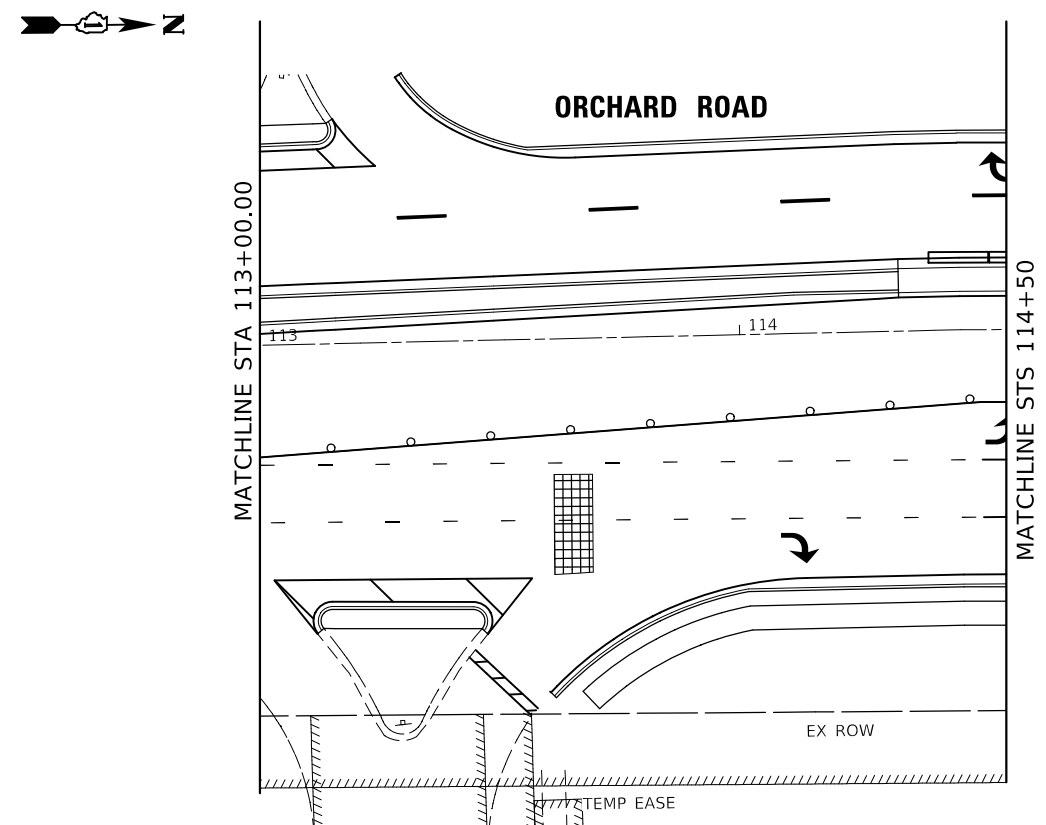 N
ORCHARD ROAD
MATCHLINE STA 113+00.00
MATCHLINE STS 114+50
113
114
EX ROW
TEMP EASE